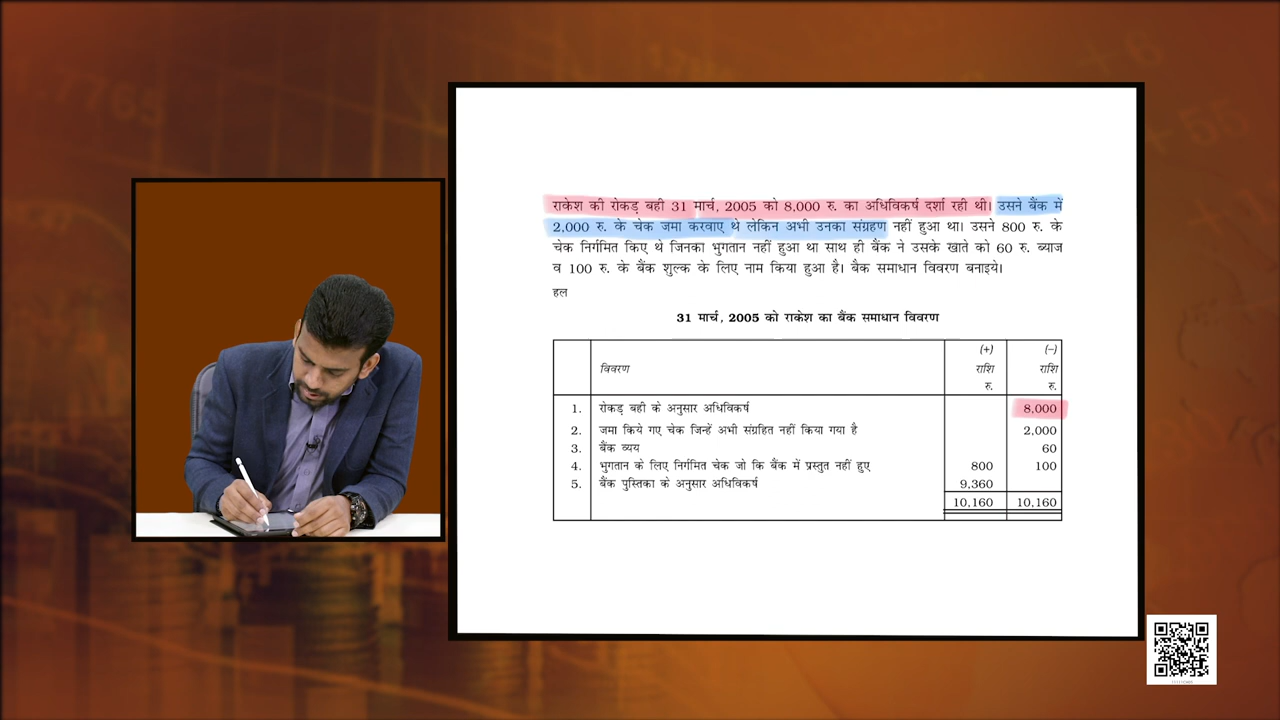 राकेश की रोकड़ बही 31 मार्च, 2005 को 8,000 रु. का अधिविकर्ष दर्शा रही थी। उसने बैंक में
2,000 रु. के चेक जमा करवाए थे लेकिन अभी उनका संग्रहण नहीं हुआ था। उसने 800 रु. के
चेक निर्गमित किए थे जिनका भुगतान नहीं हुआ था साथ ही बैंक ने उसके खाते को 60 रु. ब्याज
व 100 रु. के बैंक शुल्क के लिए नाम किया हुआ है। बैक समाधान विवरण बनाइये।
हल
31 मार्च, 2005 को राकेश का बैंक समाधान विवरण
(+) (–)
विवरण राशि राशि
रु. रु.
1. रोकड़ बही के अनुसार अधिविकर्ष 8,000
2. जमा किये गए चेक जिन्हें अभी संग्रहित नहीं किया गया है 2,000
3. बैंक व्यय 60
4. भुगतान के लिए निर्गमित चेक जो कि बैंक में प्रस्तुत नहीं हुए 800 100
5. बैंक पुस्तिका के अनुसार अधिविकर्ष 9,360
10,160 10,160